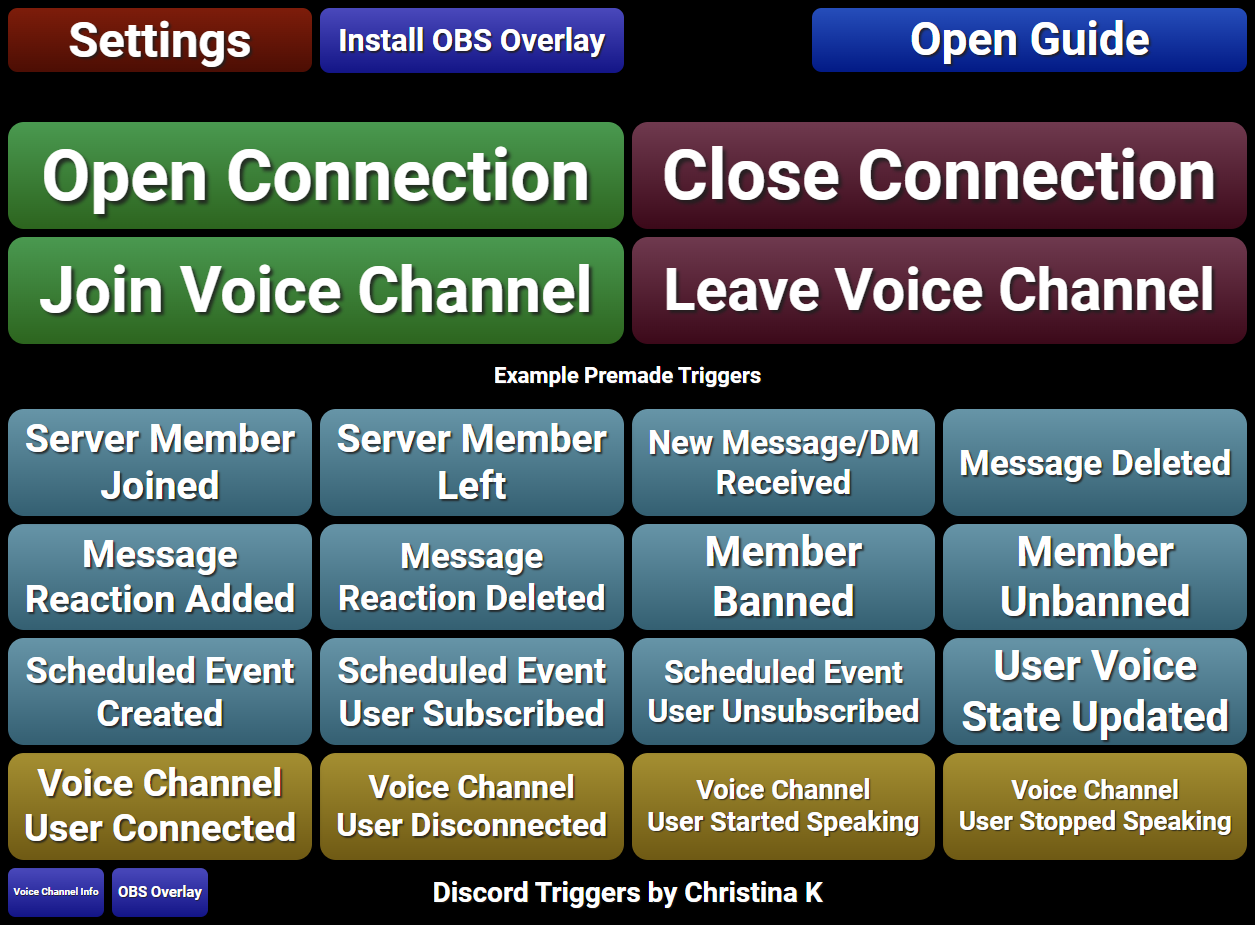 Settings
Install OBS Overlay
Open Guide
Open Connection
Close Connection
Join Voice Channel
Leave Voice Channel
Example Premade Triggers
Server Member
Joined
Server Member
Left
New Message/DM
Received
Message Deleted
Message
Reaction Added
Message
Reaction Deleted
Member
Banned
Member
Unbanned
Scheduled Event
Created
Scheduled Event
User Subscribed
Scheduled Event
User Unsubscribed
User Voice
State Updated
Voice Channel
User Connected
Voice Channel
User Disconnected
Voice Channel
User Started Speaking
Voice Channel
User Stopped Speaking
Voice Channel Info
OBS Overlay
Discord Triggers by Christina K